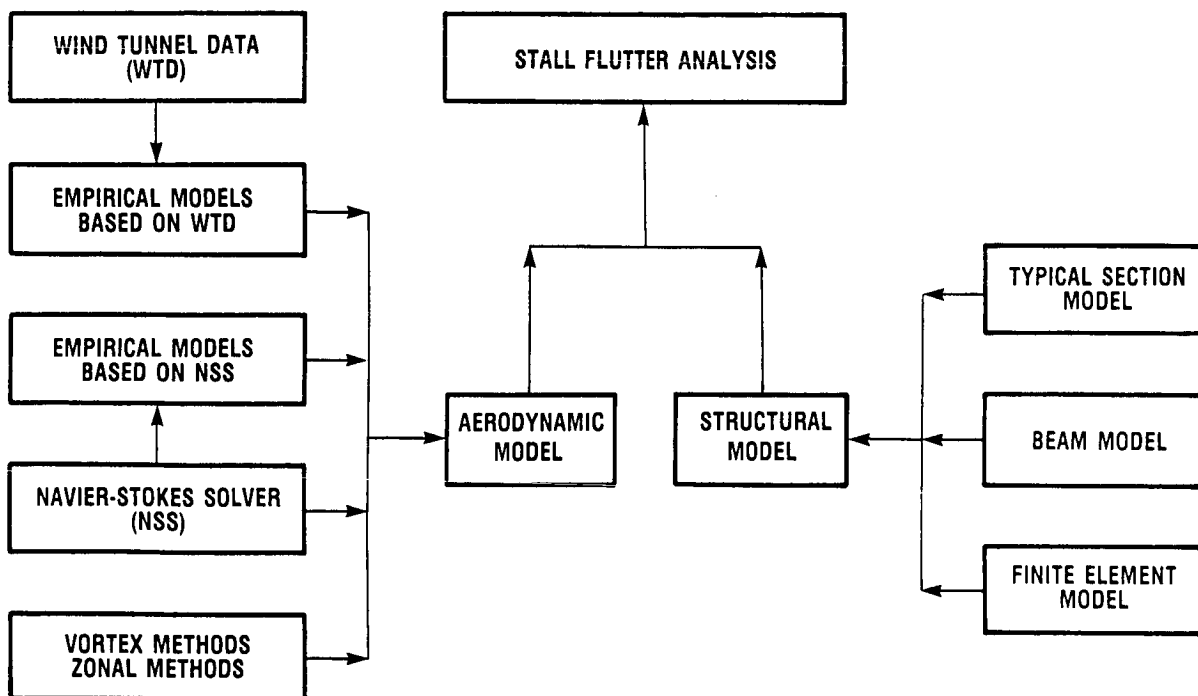 WIND TUNNEL DATA
(WTD)
STALL FLUTTER ANALYSIS
EMPIRICAL MODELS
BASED ON WTD
EMPIRICAL MODELS
BASED ON NSS
NAVIER-STOKES SOLVER
(NSS)
VORTEX METHODS
ZONAL METHODS
AERODYNAMIC
MODEL
STRUCTURAL
MODEL
TYPICAL SECTION
MODEL
BEAM MODEL
FINITE ELEMENT
MODEL